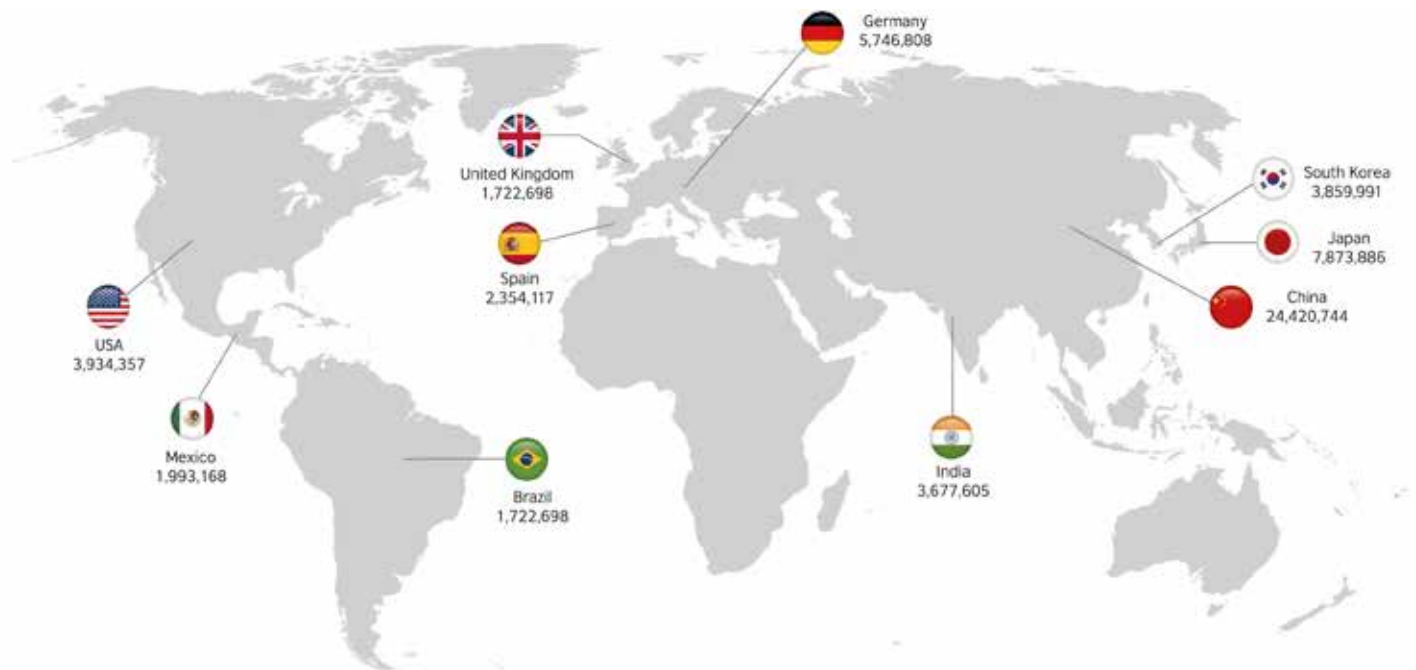 Germany
5,746,808
United Kingdom
1,722,698
South Korea
3,859,991
Japan
7,873,886
Spain
2,354,117
China
24,420,744
USA
3,934,357
Mexico
1,993,168
India
3,677,605
Brazil
1,722,698